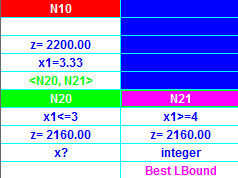 N10
z= 2200.00
x1=3.33
<N20, N21>
N20
N21
x1<=3
x1>=4
z= 2160.00
z= 2160.00
x?
integer
Best LBound